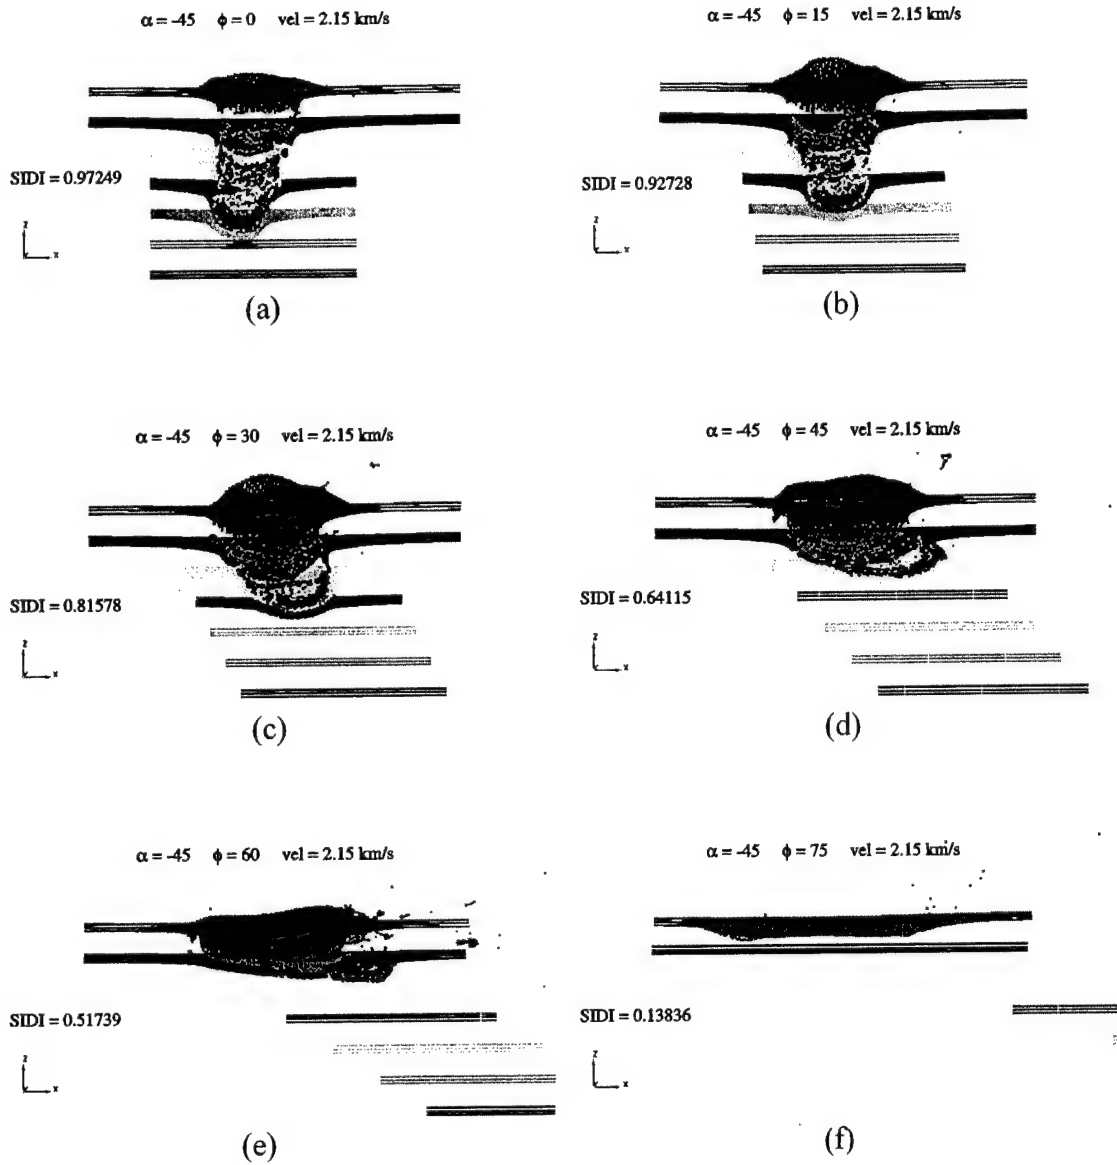 α = -45 ϕ = 0 vel = 2.15 km/s
SIDI = 0.97249
z
x
(a)
α = -45 ϕ = 15 vel = 2.15 km/s
SIDI = 0.92728
z
x
(b)
α = -45 ϕ = 30 vel = 2.15 km/s
SIDI = 0.81578
z
x
(c)
α = -45 ϕ = 45 vel = 2.15 km/s
SIDI = 0.64115
z
x
(d)
α = -45 ϕ = 60 vel = 2.15 km/s
SIDI = 0.51739
z
x
(e)
α = -45 ϕ = 75 vel = 2.15 km/s
SIDI = 0.13836
z
x
(f)